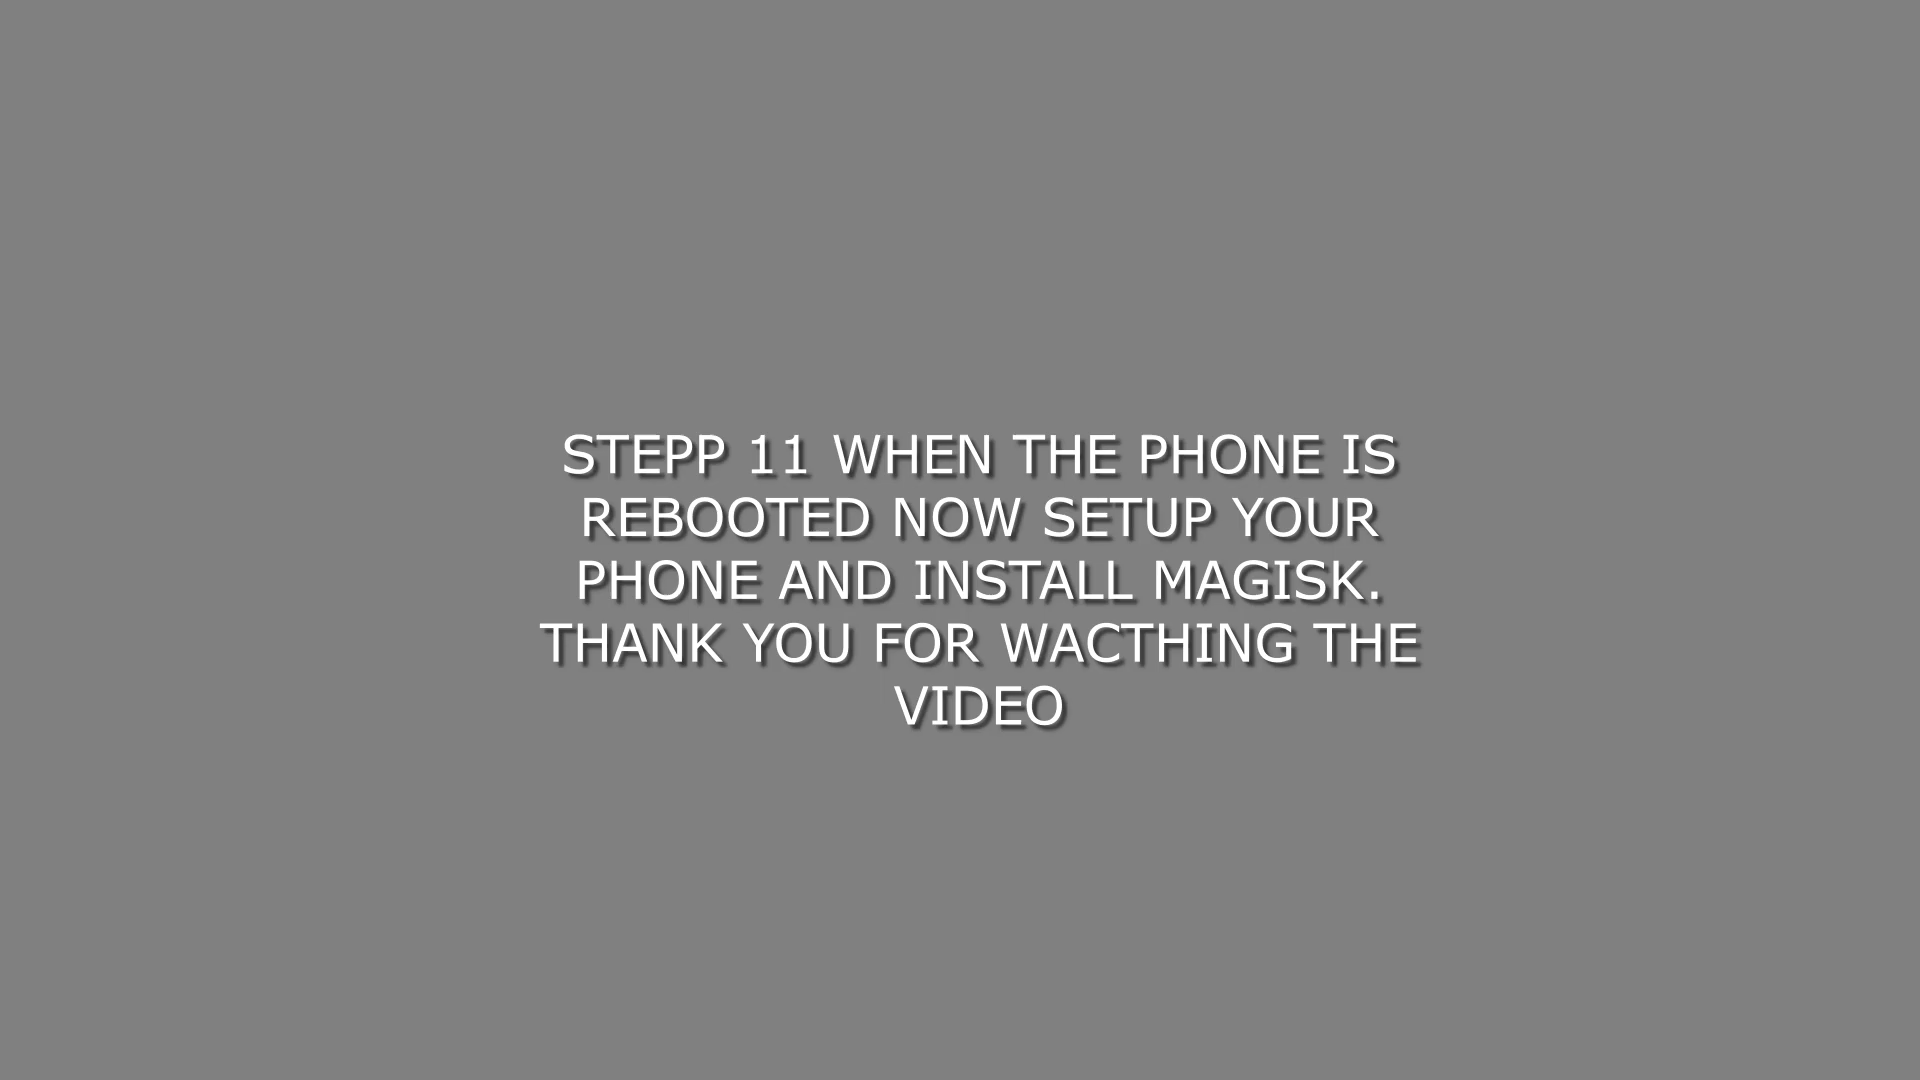 STEPP 11 WHEN THE PHONE IS
REBOOTED NOW SETUP YOUR
PHONE AND INSTALL MAGISK.
THANK YOU FOR WACTHING THE
VIDEO